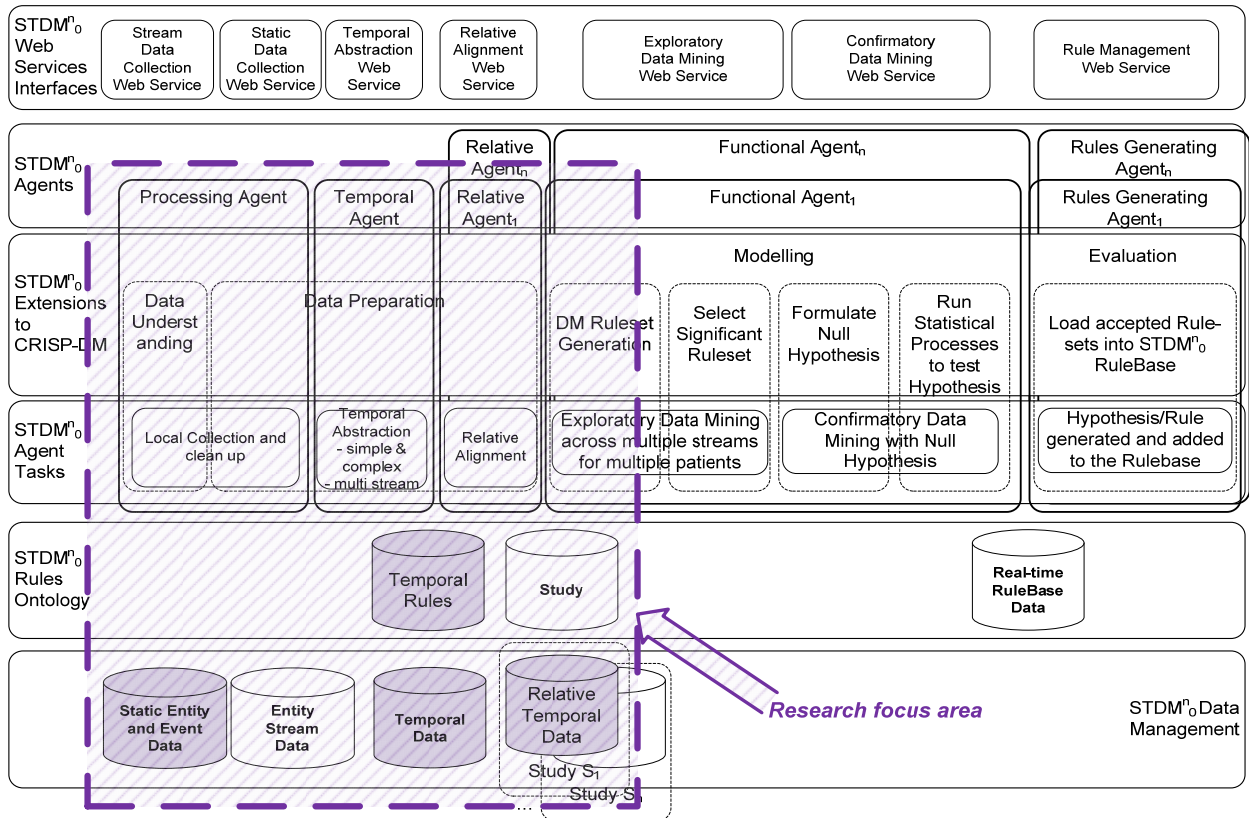 STDMⁿ₀
Web
Services
Interfaces
Stream
Data
Collection
Web Service
Static
Data
Collection
Web Service
Temporal
Abstraction
Web
Service
Relative
Alignment
Web
Service
Exploratory
Data Mining
Web Service
Confirmatory
Data Mining
Web Service
Rule Management
Web Service
STDMⁿ₀
Agents
Relative
Agentₙ
Functional Agentₙ
Rules Generating
Agentₙ
Processing Agent
Temporal
Agent
Relative
Agent₁
Functional Agent₁
Rules Generating
Agent₁
STDMⁿ₀
Extensions
to
CRISP-DM
Modelling
Evaluation
Data
Underst
anding
Data Preparation
DM Ruleset
Generation
Select
Significant
Ruleset
Formulate
Null
Hypothesis
Run
Statistical
Processes
to test
Hypothesis
Load accepted Rule-
sets into STDMⁿ₀
RuleBase
STDMⁿ₀
Agent
Tasks
Local Collection and
clean up
Temporal
Abstraction
- simple &
complex
- multi stream
Relative
Alignment
Exploratory Data Mining
across multiple streams
for multiple patients
Confirmatory Data
Mining with Null
Hypothesis
Hypothesis/Rule
generated and added
to the Rulebase
STDMⁿ₀
Rules
Ontology
Temporal
Rules
Study
Real-time
RuleBase
Data
Static Entity
and Event
Data
Entity
Stream
Data
Temporal
Data
Relative
Temporal
Data
Study S₁
Study Sₙ
...
Research focus area
STDMⁿ₀ Data
Management